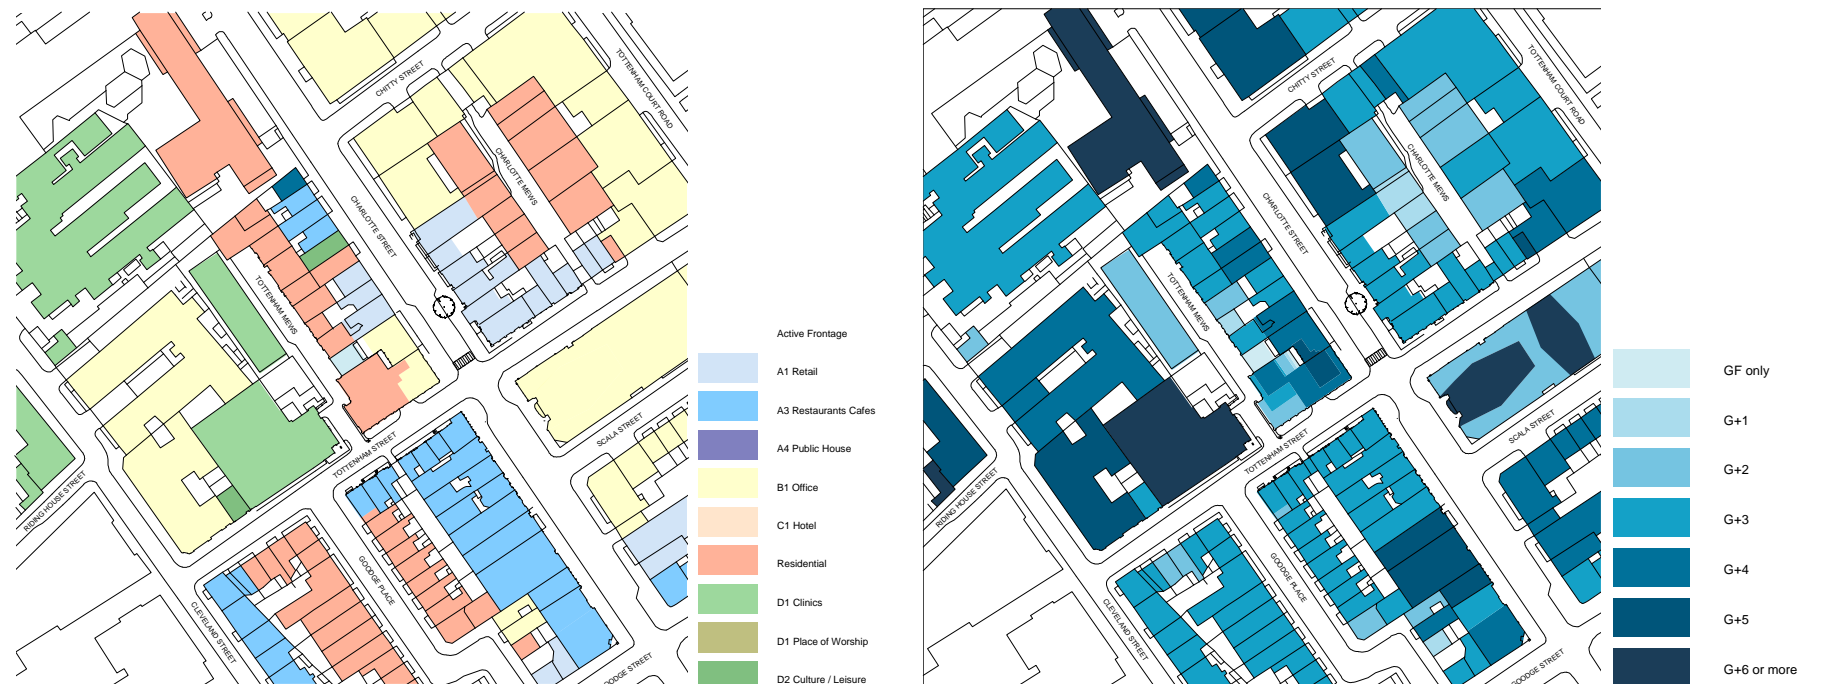 CHITTY STREET
TOTTENHAM COURT ROAD
CHARLOTTE MEWS
CHARLOTTE STREET
TOTTENHAM MEWS
SCALA STREET
TOTTENHAM STREET
RIDING HOUSE STREET
GOODGE PLACE
CLEVELAND STREET
OODGE STREET
Active Frontage
A1 Retail
A3 Restaurants Cafes
A4 Public House
B1 Office
C1 Hotel
Residential
D1 Clinics
D1 Place of Worship
D2 Culture / Leisure
CHITTY STREET
TOTTENHAM COURT ROAD
CHARLOTTE MEWS
CHARLOTTE STREET
TOTTENHAM MEWS
SCALA STREET
TOTTENHAM STREET
RIDING HOUSE STREET
GOODGE PLACE
CLEVELAND STREET
GOODGE STREET
GF only
G+1
G+2
G+3
G+4
G+5
G+6 or more